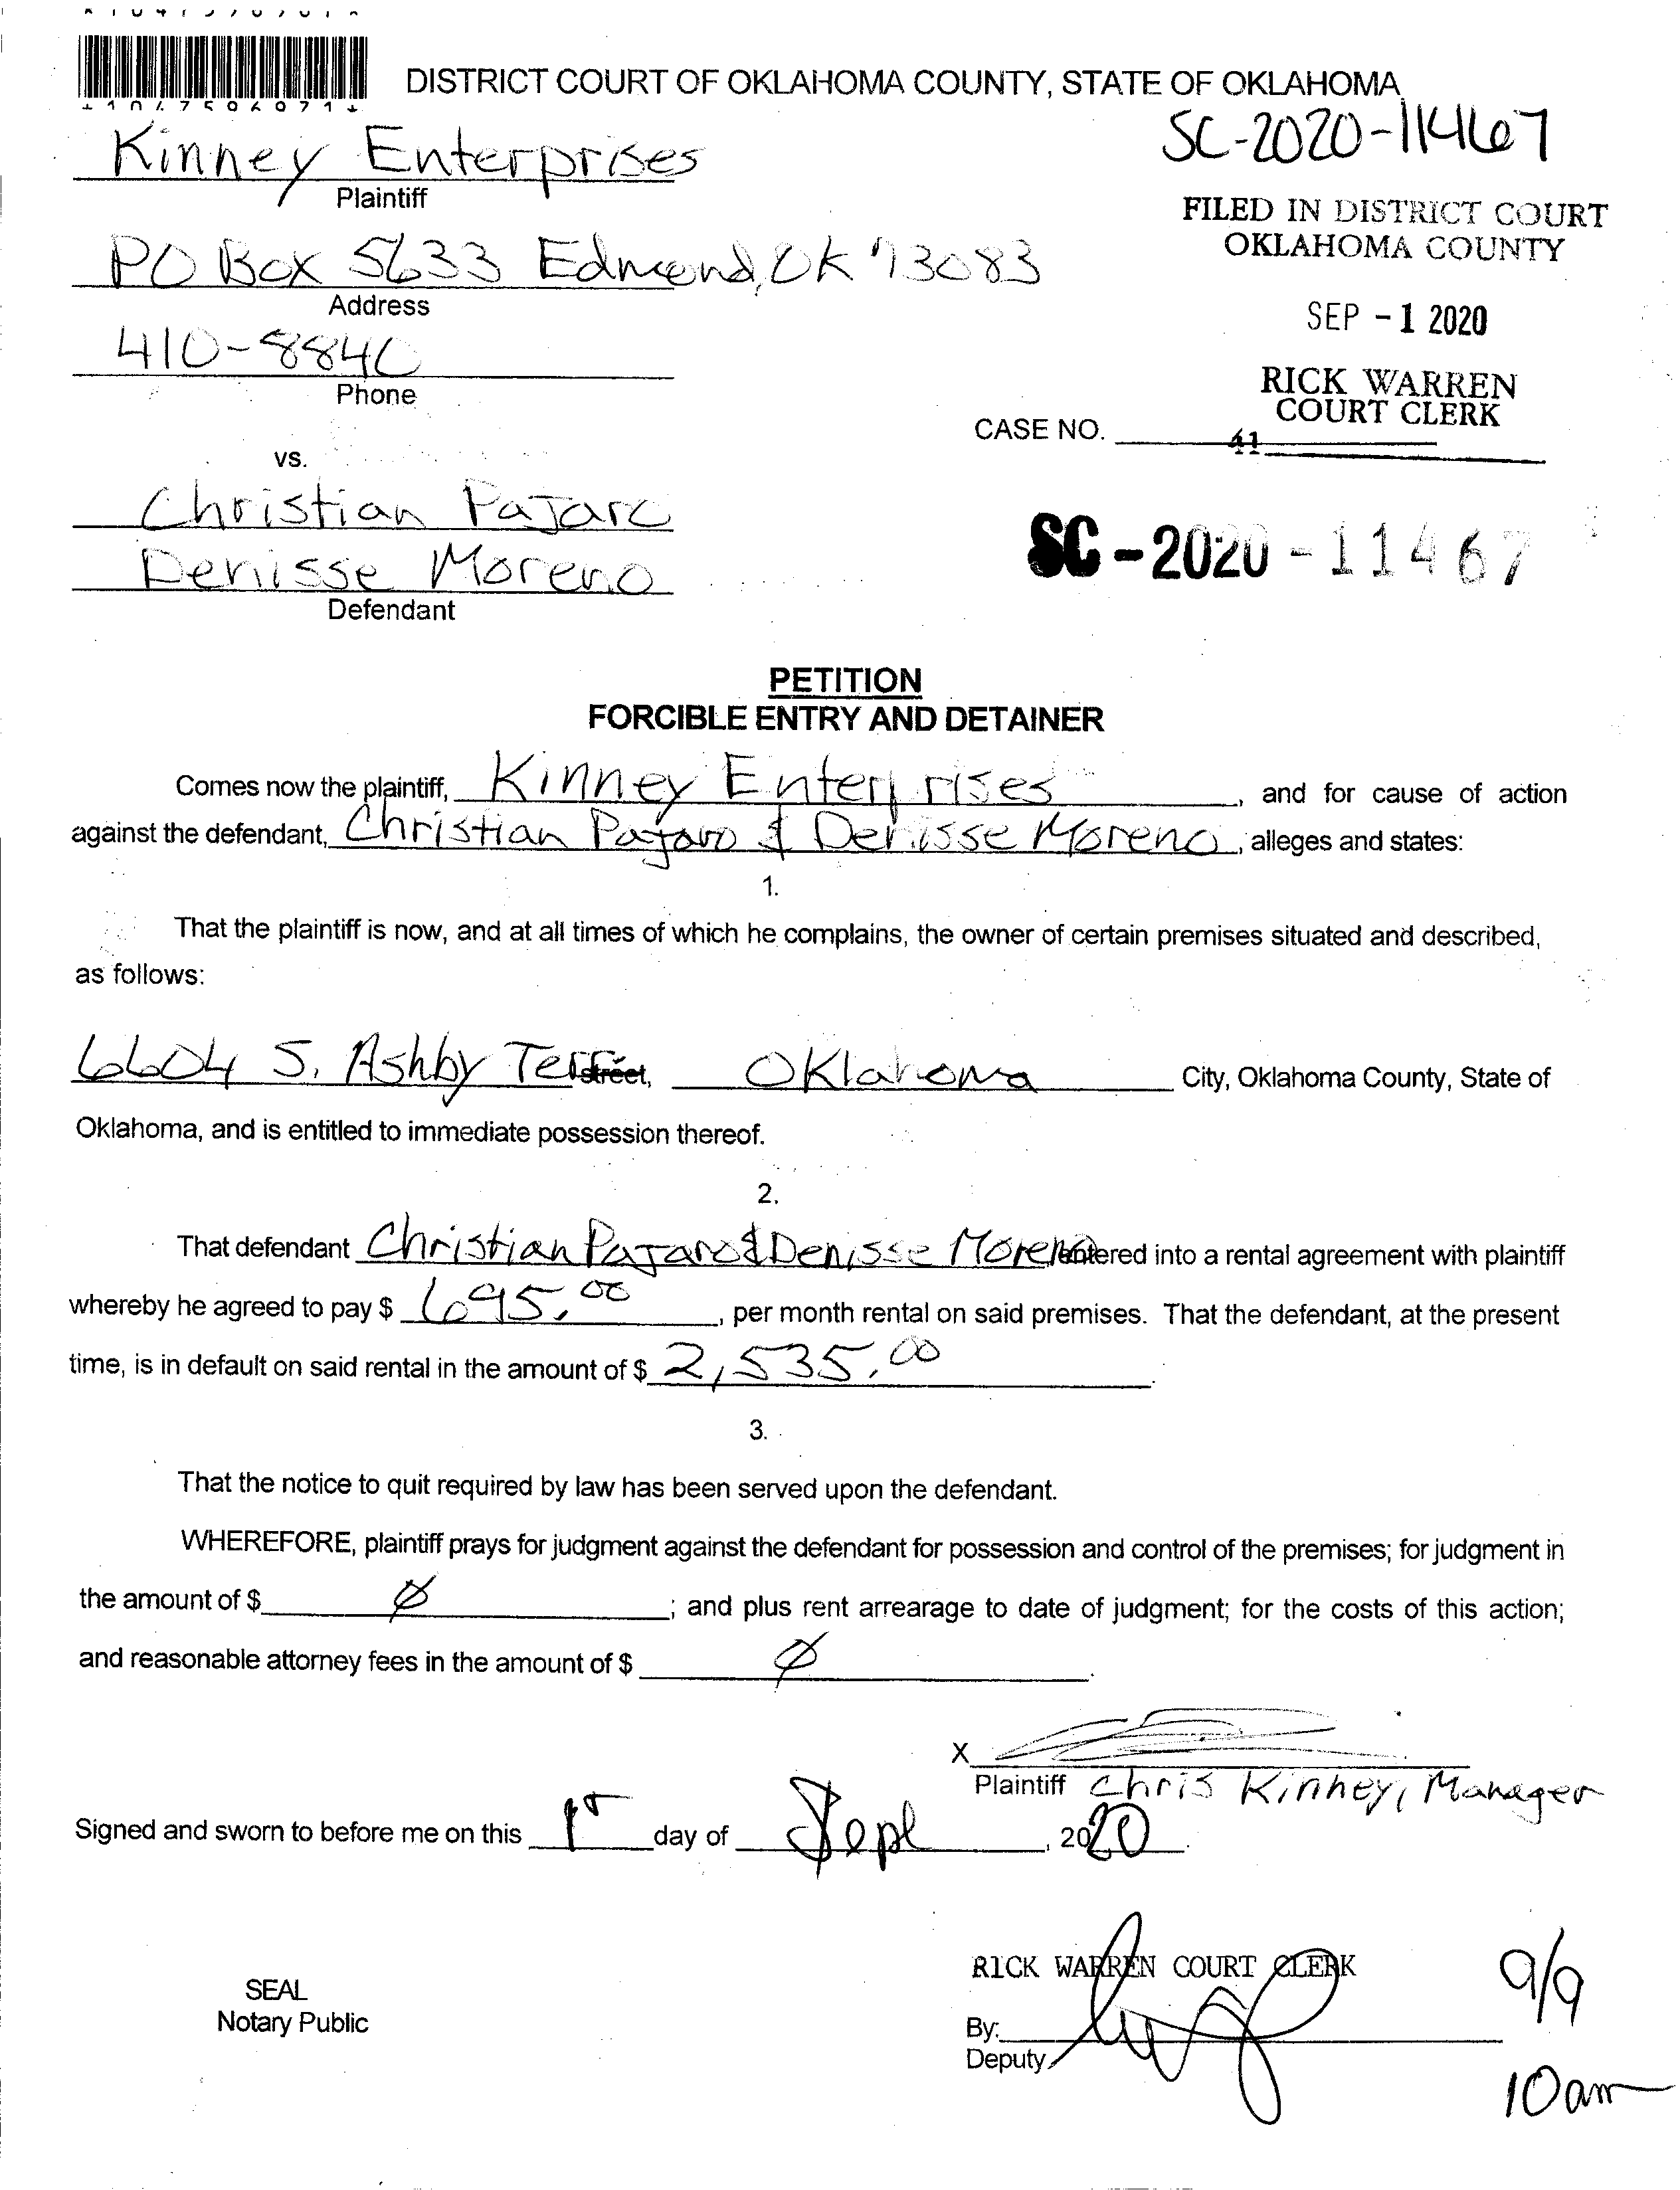 *1047506071*
DISTRICT COURT OF OKLAHOMA COUNTY, STATE OF OKLAHOMA
SC-2020-11467
Kinney Enterprises
Plaintiff
FILED IN DISTRICT COURT
OKLAHOMA COUNTY
PO Box 5633 Edmond, OK 73083
Address
SEP - 1 2020
410-8840
Phone
RICK WARREN
COURT CLERK
CASE NO.
41
vs.
Christian Pajaro
SC-2020-11467
Denisse Moreno
Defendant
PETITION
FORCIBLE ENTRY AND DETAINER
Comes now the plaintiff, Kinney Enterprises, and for cause of action
against the defendant, Christian Pajaro & Denisse Moreno, alleges and states:
1.
That the plaintiff is now, and at all times of which he complains, the owner of certain premises situated and described,
as follows:
6604 S. Ashby Terr street, Oklahoma City, Oklahoma County, State of
Oklahoma, and is entitled to immediate possession thereof.
2.
That defendant Christian Pajaro & Denisse Moreno entered into a rental agreement with plaintiff
whereby he agreed to pay $ 695.00, per month rental on said premises. That the defendant, at the present
time, is in default on said rental in the amount of $ 2,535.00.
3.
That the notice to quit required by law has been served upon the defendant.
WHEREFORE, plaintiff prays for judgment against the defendant for possession and control of the premises; for judgment in
the amount of $ Ø; and plus rent arrearage to date of judgment; for the costs of this action;
and reasonable attorney fees in the amount of $ Ø.
X
Plaintiff Chris Kinney, Manager
Signed and sworn to before me on this 1st day of Sept, 2020.
RICK WARREN COURT CLERK
9/9
SEAL
Notary Public
By:
Deputy
10am